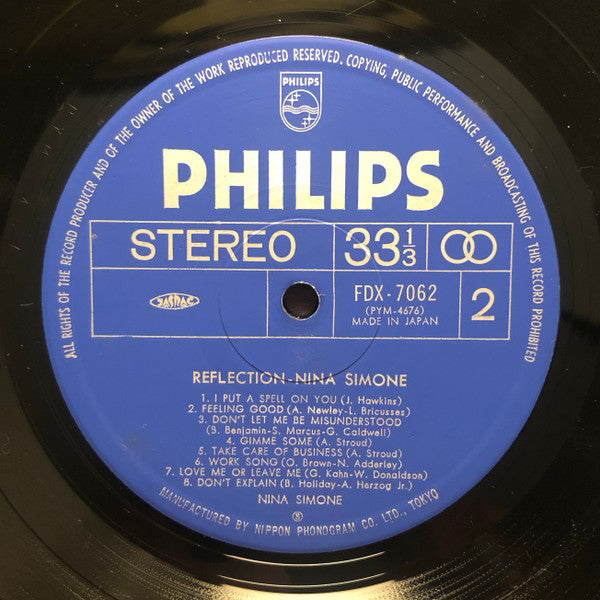 ALL RIGHTS OF THE RECORD PRODUCER AND OF THE OWNER OF THE WORK REPRODUCED RESERVED. COPYING, PUBLIC PERFORMANCE AND BROADCASTING OF THIS RECORD PROHIBITED
PHILIPS
PHILIPS
STEREO 33 1/3
JASRAC FDX-7062 2
(PYM-4676)
MADE IN JAPAN
REFLECTION-NINA SIMONE
1. I PUT A SPELL ON YOU (J. Hawkins)
2. FEELING GOOD (A. Newley-L. Bricusses)
3. DON'T LET ME BE MISUNDERSTOOD
(B. Benjamin-S. Marcus-G. Caldwell)
4. GIMME SOME (A. Stroud)
5. TAKE CARE OF BUSINESS (A. Stroud)
6. WORK SONG (O. Brown-N. Adderley)
7. LOVE ME OR LEAVE ME (G. Kahn-W. Donaldson)
8. DON'T EXPLAIN (B. Holiday-A. Herzog Jr.)
NINA SIMONE
MANUFACTURED BY NIPPON PHONOGRAM CO. LTD., TOKYO